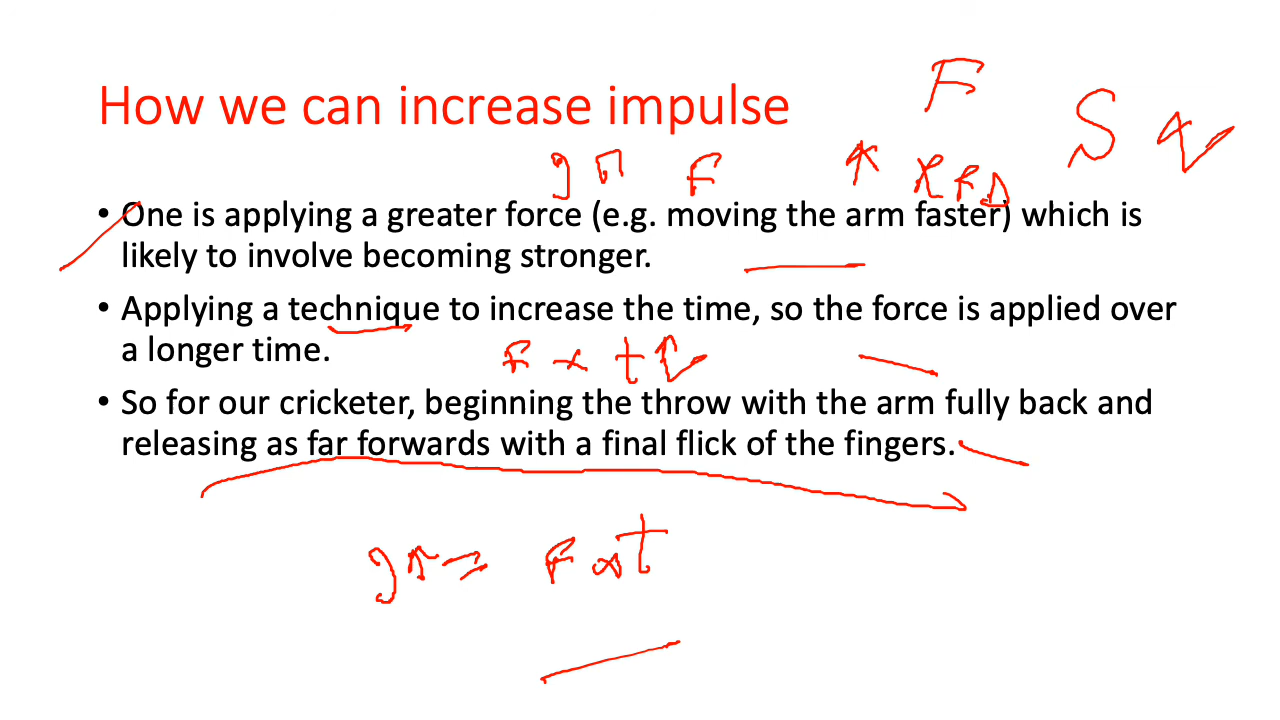 How we can increase impulse
F
S
F
RFD
• One is applying a greater force (e.g. moving the arm faster) which is
likely to involve becoming stronger.
• Applying a technique to increase the time, so the force is applied over
a longer time.
F x t
• So for our cricketer, beginning the throw with the arm fully back and
releasing as far forwards with a final flick of the fingers.
= F x t